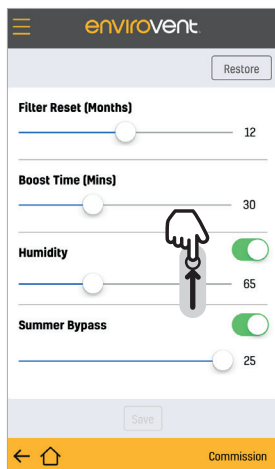 envirovent.
Restore
Filter Reset (Months)
12
Boost Time (Mins)
30
Humidity
65
Summer Bypass
25
Save
Commission